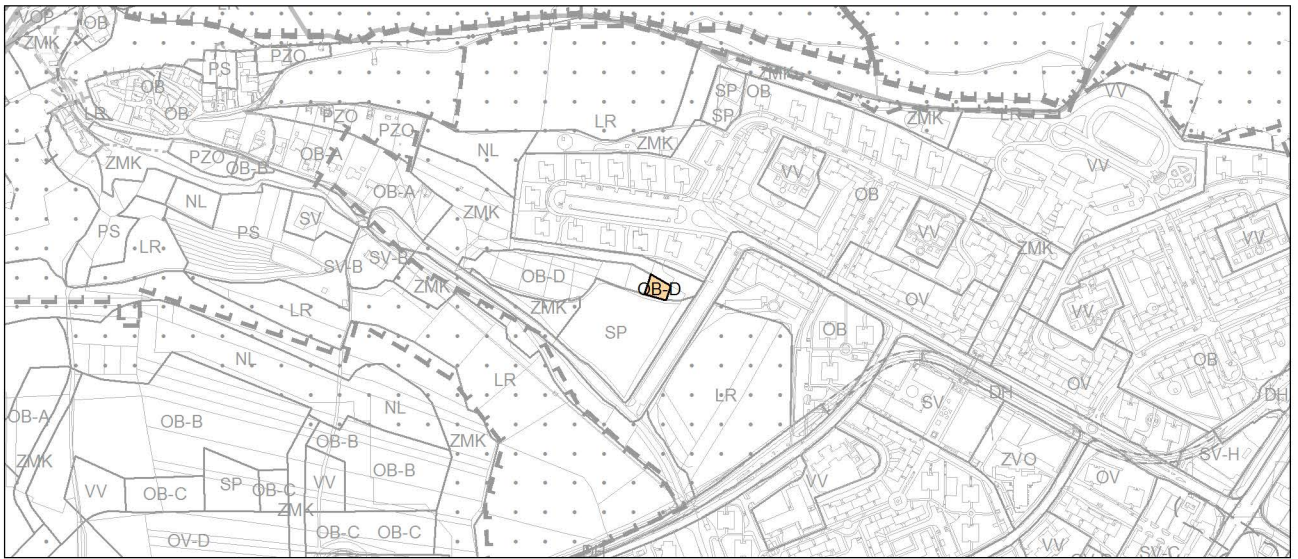 LR
VOP
OB
ZMK
PS
PZO
OB
OB
LR
ZMK
PZO
OB-B
OB-A
PZO
PZO
OB-A
NL
LR
ZMK
SP
OB
SP
ZMK
ZMK
LR
VV
VV
VV
OB
VV
ZMK
VV
NL
PS
SV
PS
LR
SV-B
SV-B
ZMK
ZMK
OB-D
OB-D
ZMK
SP
OV
VV
OB
OV
OB
LR
NL
LR
LR
SV
DH
DH
OB-A
OB-B
NL
OB-B
OB-B
ZMK
ZMK
VV
OB-C
SP
OB-C
VV
ZMK
OV-D
OB-C
OB-C
VV
ZVO
OV
SV-H
DH
VV
SV-C